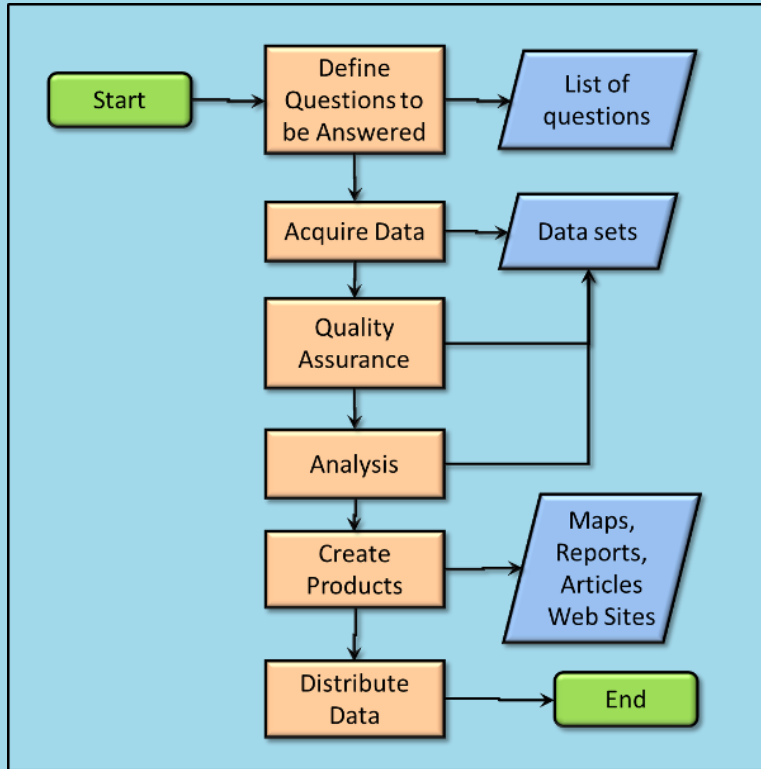 Start
Define
Questions to
be Answered
List of
questions
Acquire Data
Data sets
Quality
Assurance
Analysis
Create
Products
Maps,
Reports,
Articles
Web Sites
Distribute
Data
End